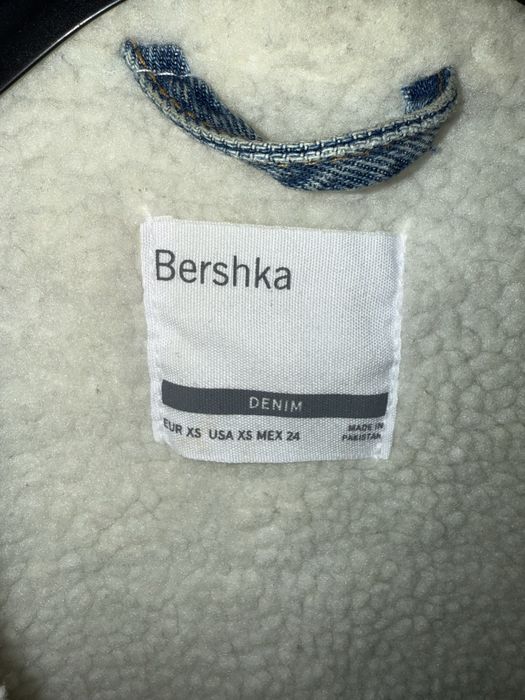 Bershka
DENIM
EUR XS USA XS MEX 24
MADE IN
PAKISTAN